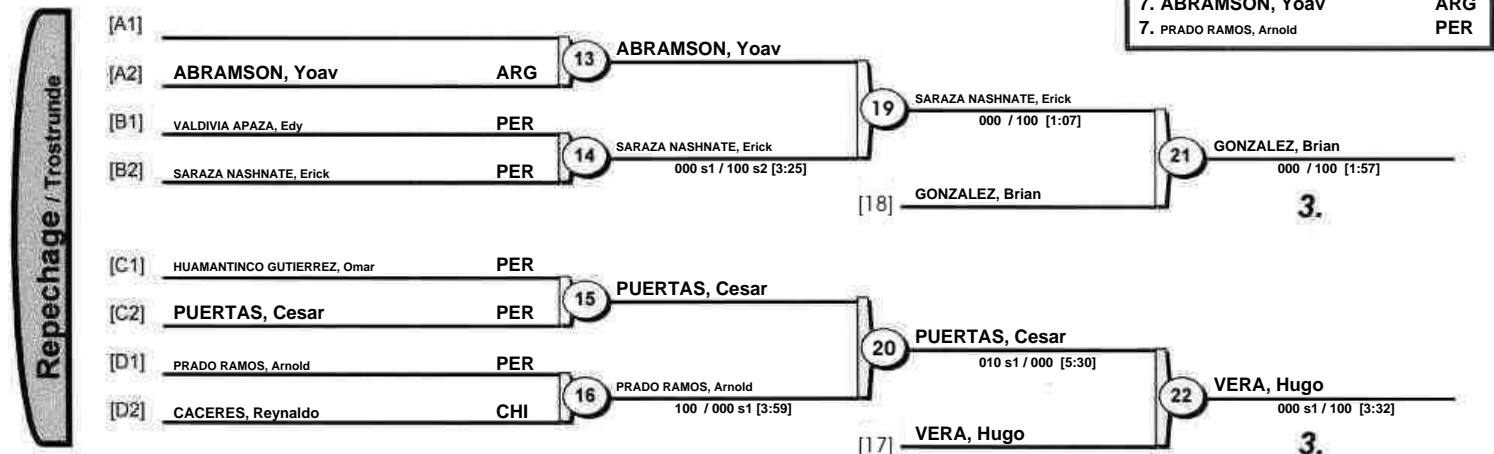 7. ABRAMSON, Yoav ARG
7. PRADO RAMOS, Arnold PER
Repechage / Trostrunde
[A1]
[A2] ABRAMSON, Yoav ARG
13 ABRAMSON, Yoav
[B1] VALDIVIA APAZA, Edy PER
[B2] SARAZA NASHNATE, Erick PER
14 SARAZA NASHNATE, Erick
000 s1 / 100 s2 [3:25]
19 SARAZA NASHNATE, Erick
000 / 100 [1:07]
[18] GONZALEZ, Brian
21 GONZALEZ, Brian
000 / 100 [1:57]
3.
[C1] HUAMANTINCO GUTIERREZ, Omar PER
[C2] PUERTAS, Cesar PER
15 PUERTAS, Cesar
[D1] PRADO RAMOS, Arnold PER
[D2] CACERES, Reynaldo CHI
16 PRADO RAMOS, Arnold
100 / 000 s1 [3:59]
20 PUERTAS, Cesar
010 s1 / 000 [5:30]
[17] VERA, Hugo
22 VERA, Hugo
000 s1 / 100 [3:32]
3.